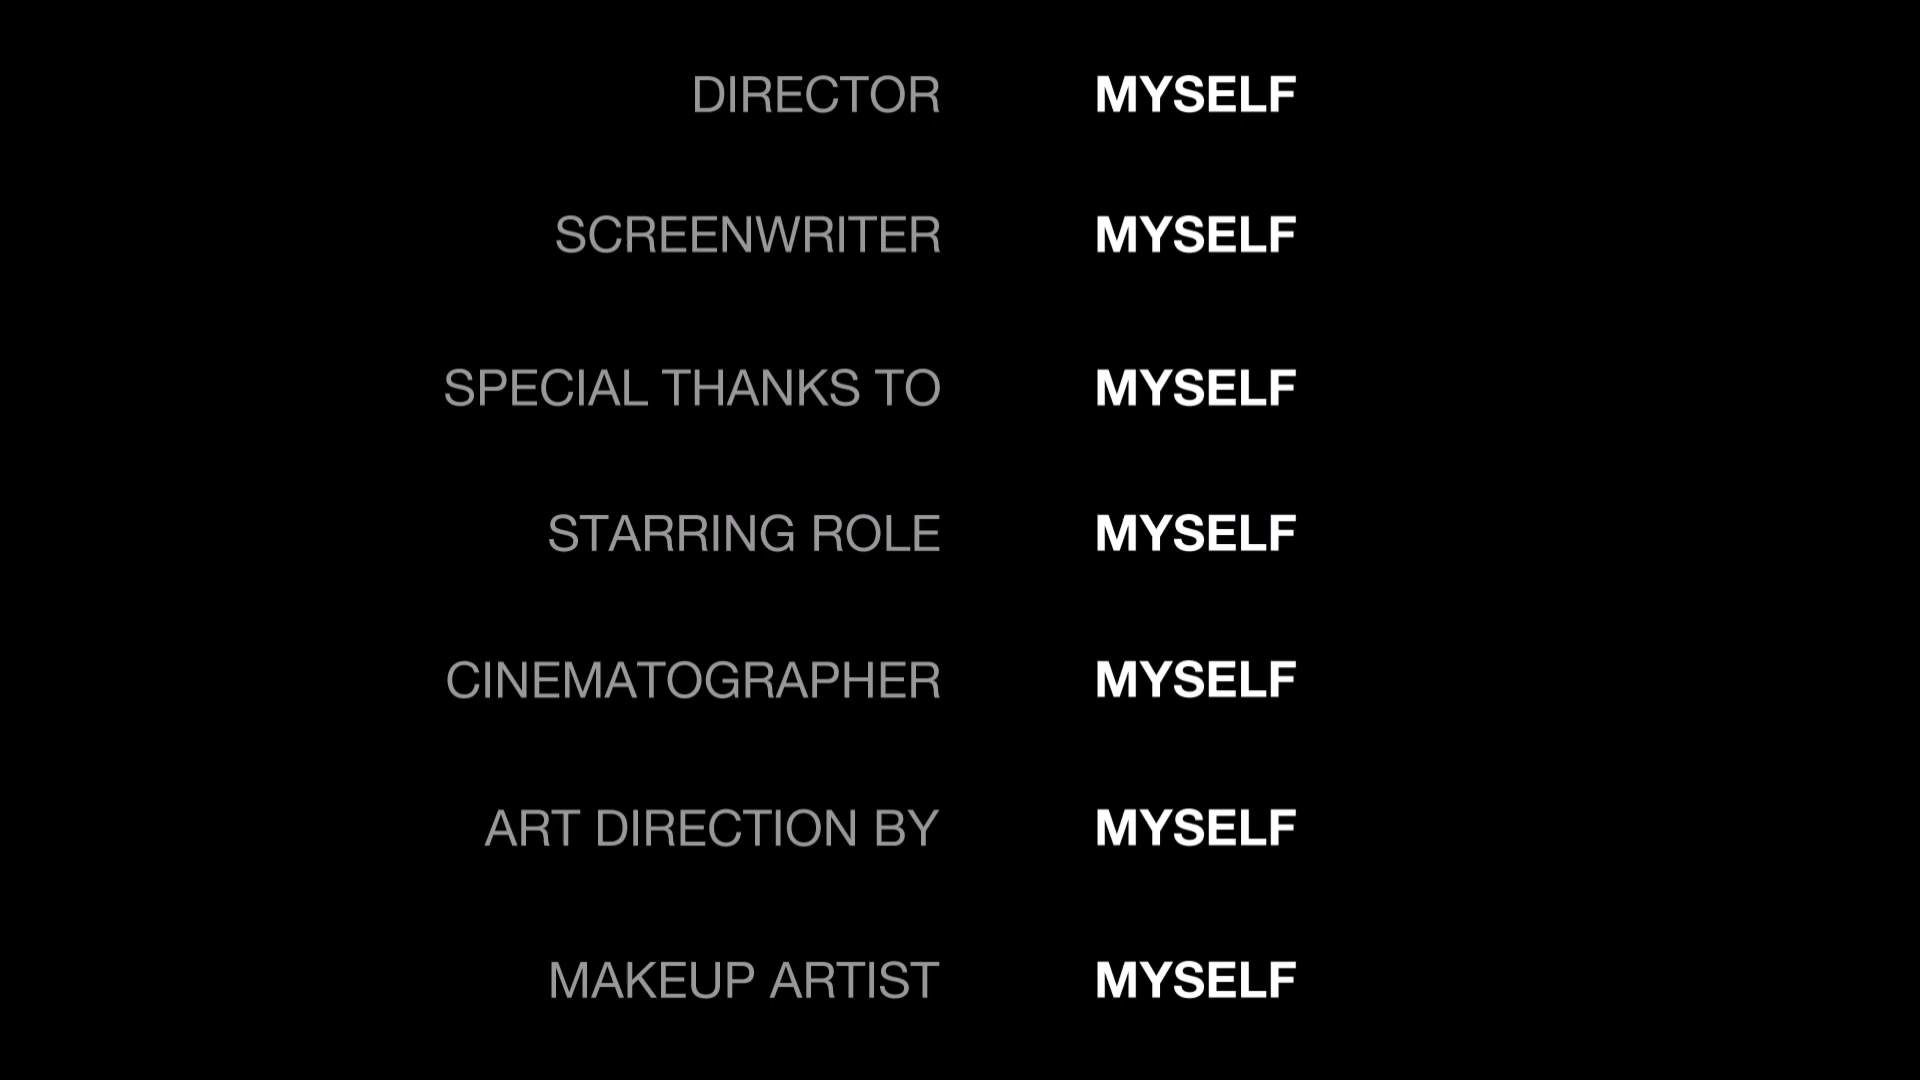 DIRECTOR MYSELF
SCREENWRITER MYSELF
SPECIAL THANKS TO MYSELF
STARRING ROLE MYSELF
CINEMATOGRAPHER MYSELF
ART DIRECTION BY MYSELF
MAKEUP ARTIST MYSELF